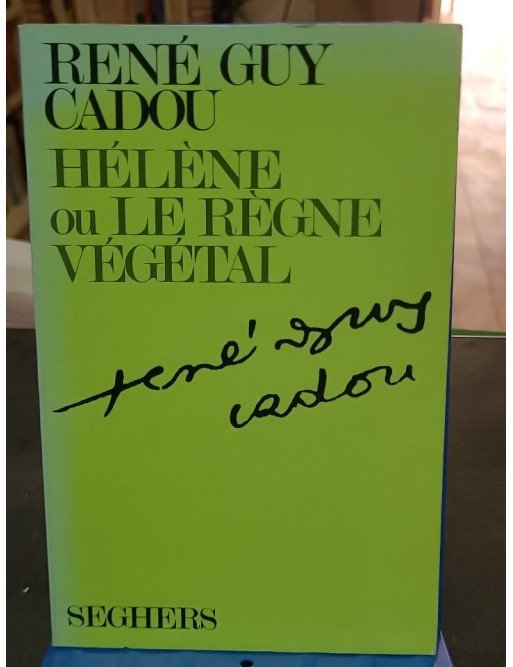 RENÉ GUY
CADOU
HÉLÈNE
ou LE RÈGNE
VÉGÉTAL
rené guy
cadou
SEGHERS